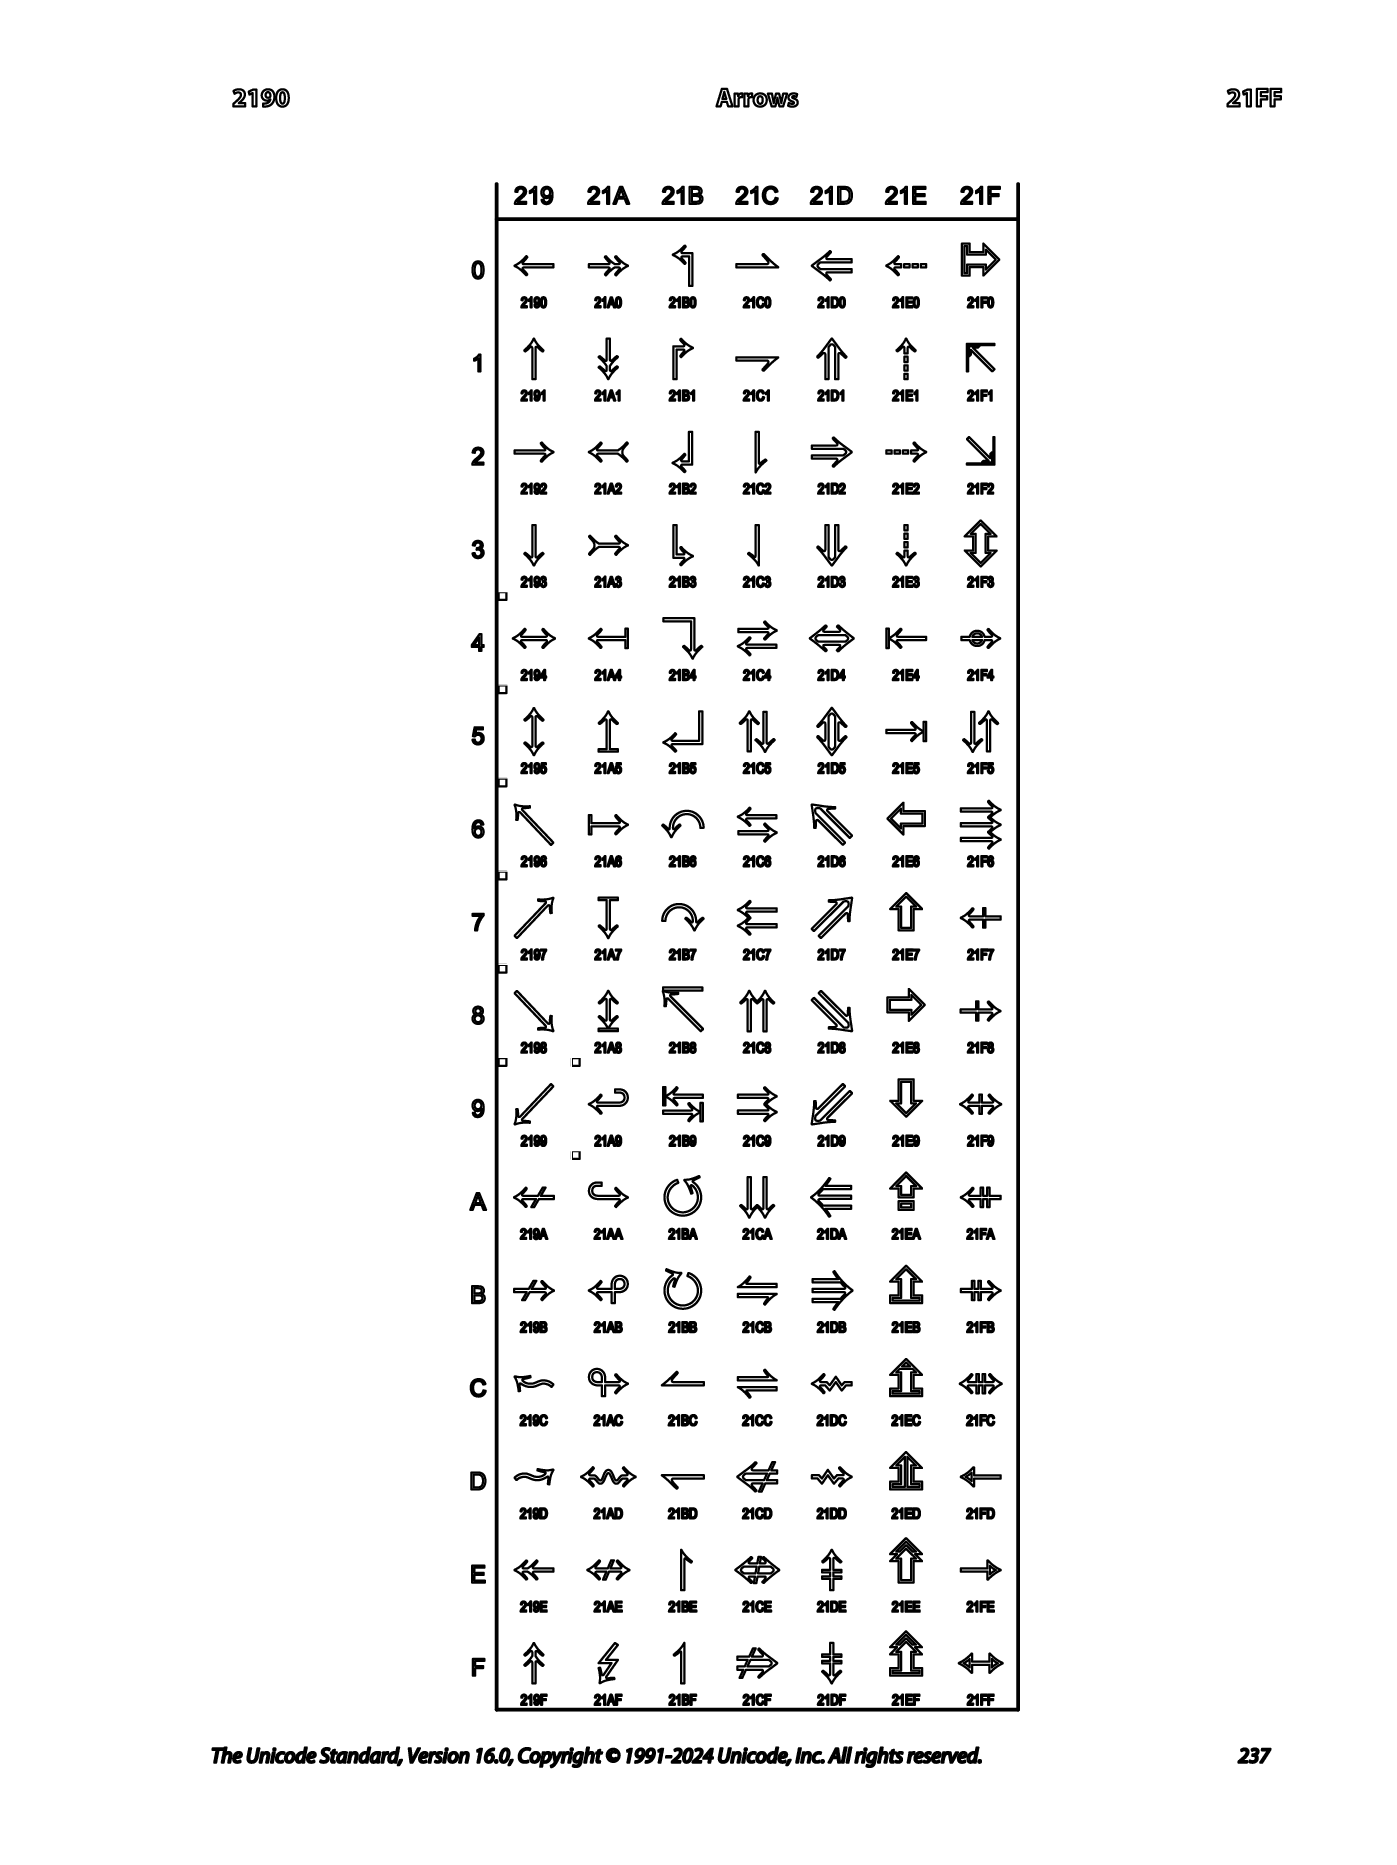 2190 Arrows 21FF
219 21A 21B 21C 21D 21E 21F
0 ← ↠ ↰ ⇀ ⇐ ⇠ ⇰
2190 21A0 21B0 21C0 21D0 21E0 21F0
1 ↑ ↡ ↱ ⇁ ⇑ ⇡ ⇱
2191 21A1 21B1 21C1 21D1 21E1 21F1
2 → ↢ ↲ ⇂ ⇒ ⇢ ⇲
2192 21A2 21B2 21C2 21D2 21E2 21F2
3 ↓ ↣ ↳ ⇃ ⇓ ⇣ ⇳
2193 21A3 21B3 21C3 21D3 21E3 21F3
4 ↔ ↤ ↴ ⇄ ⇔ ⇤ ⇴
2194 21A4 21B4 21C4 21D4 21E4 21F4
5 ↕ ↥ ↵ ⇅ ⇕ ⇥ ⇵
2195 21A5 21B5 21C5 21D5 21E5 21F5
6 ↖ ↦ ↶ ⇆ ⇖ ⇦ ⇶
2196 21A6 21B6 21C6 21D6 21E6 21F6
7 ↗ ↧ ↷ ⇇ ⇗ ⇧ ⇷
2197 21A7 21B7 21C7 21D7 21E7 21F7
8 ↘ ↨ ↸ ⇈ ⇘ ⇨ ⇸
2198 21A8 21B8 21C8 21D8 21E8 21F8
9 ↙ ↩ ↹ ⇉ ⇙ ⇩ ⇹
2199 21A9 21B9 21C9 21D9 21E9 21F9
A ↚ ↪ ↺ ⇊ ⇚ ⇪ ⇺
219A 21AA 21BA 21CA 21DA 21EA 21FA
B ↛ ↫ ↻ ⇋ ⇛ ⇫ ⇻
219B 21AB 21BB 21CB 21DB 21EB 21FB
C ↜ ↬ ↼ ⇌ ⇜ ⇬ ⇼
219C 21AC 21BC 21CC 21DC 21EC 21FC
D ↝ ↭ ↽ ⇍ ⇝ ⇭ ⇽
219D 21AD 21BD 21CD 21DD 21ED 21FD
E ↞ ↮ ↾ ⇎ ⇞ ⇮ ⇾
219E 21AE 21BE 21CE 21DE 21EE 21FE
F ↟ ↯ ↿ ⇏ ⇟ ⇯ ⇿
219F 21AF 21BF 21CF 21DF 21EF 21FF
The Unicode Standard, Version 16.0, Copyright © 1991-2024 Unicode, Inc. All rights reserved. 237